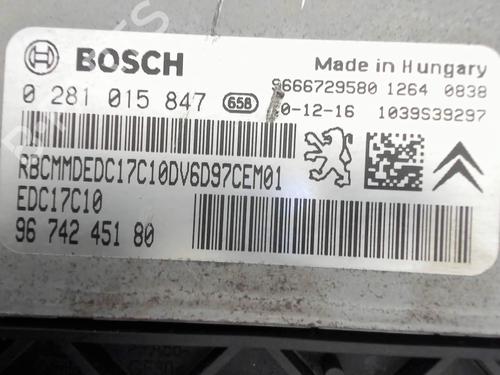 BOSCH
Made in Hungary
9666729580 1264 0838
0 281 015 847 658
0-12-16 1039S39297
RBCMMDEDC17C10DV6D97CEM01
EDC17C10
96 742 451 80